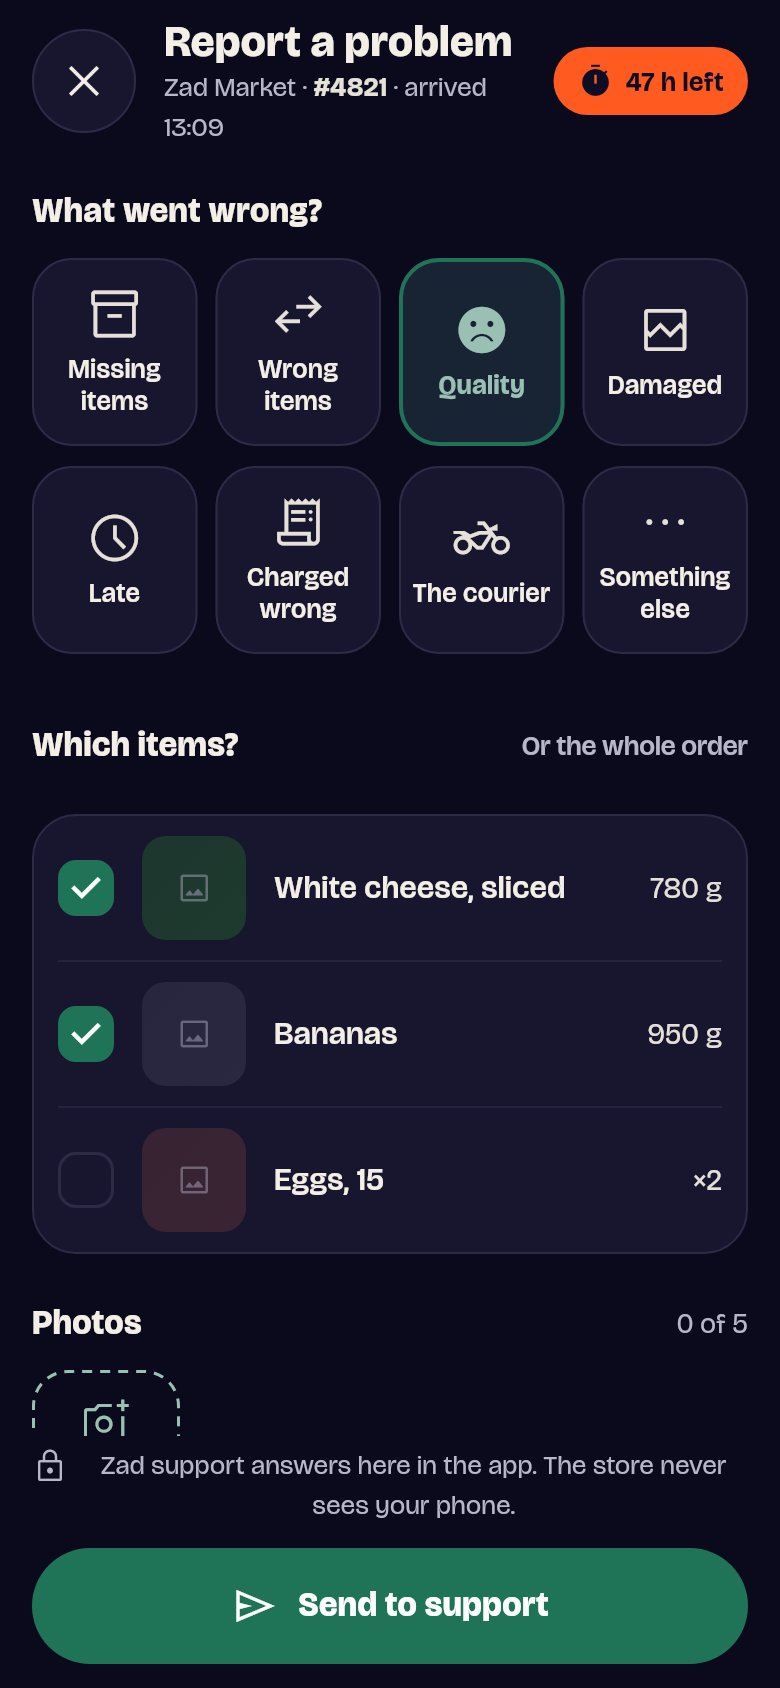 Report a problem
Zad Market · #4821 · arrived
13:09
47 h left
What went wrong?
Missing
items
Wrong
items
Quality
Damaged
Late
Charged
wrong
The courier
Something
else
Which items?
Or the whole order
White cheese, sliced
780 g
Bananas
950 g
Eggs, 15
×2
Photos
0 of 5
Zad support answers here in the app. The store never
sees your phone.
Send to support